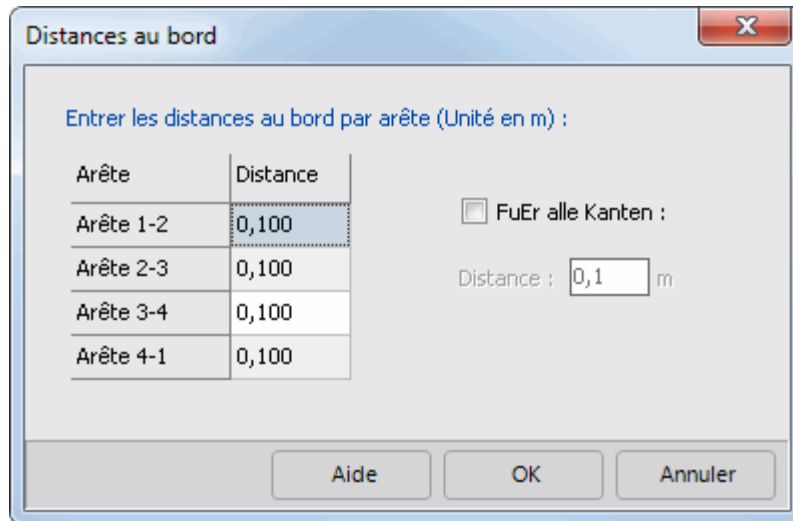 Distances au bord
Entrer les distances au bord par arête (Unité en m) :
Arête Distance
Arête 1-2 0,100
Arête 2-3 0,100
Arête 3-4 0,100
Arête 4-1 0,100
FuEr alle Kanten :
Distance : 0,1 m
Aide OK Annuler